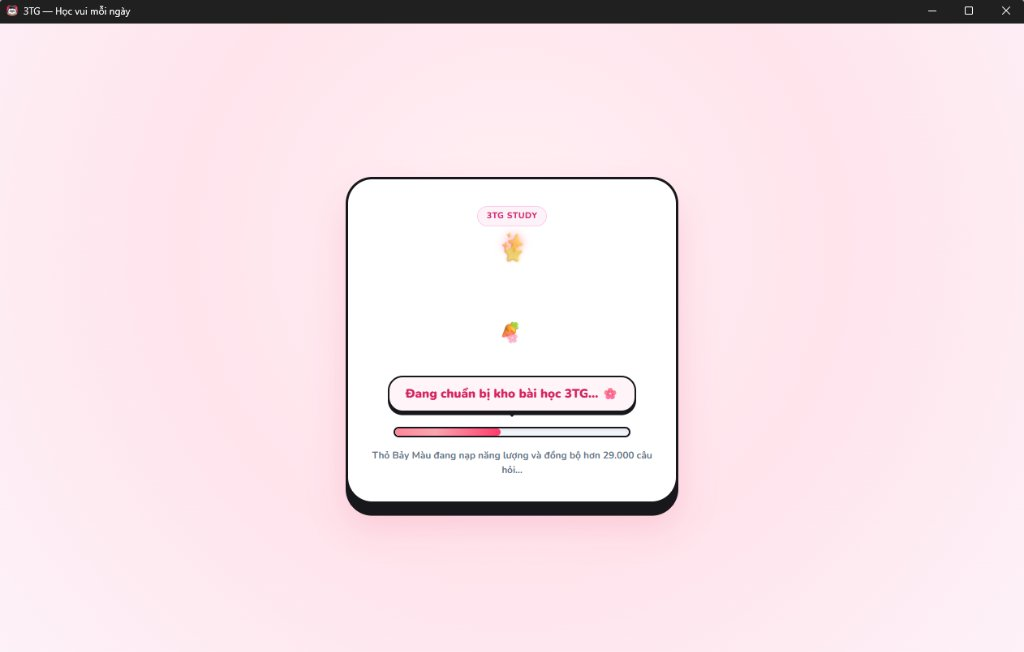 3TG — Học vui mỗi ngày
3TG STUDY
Đang chuẩn bị kho bài học 3TG... 🌸
Thỏ Bảy Màu đang nạp năng lượng và đồng bộ hơn 29.000 câu
hỏi...